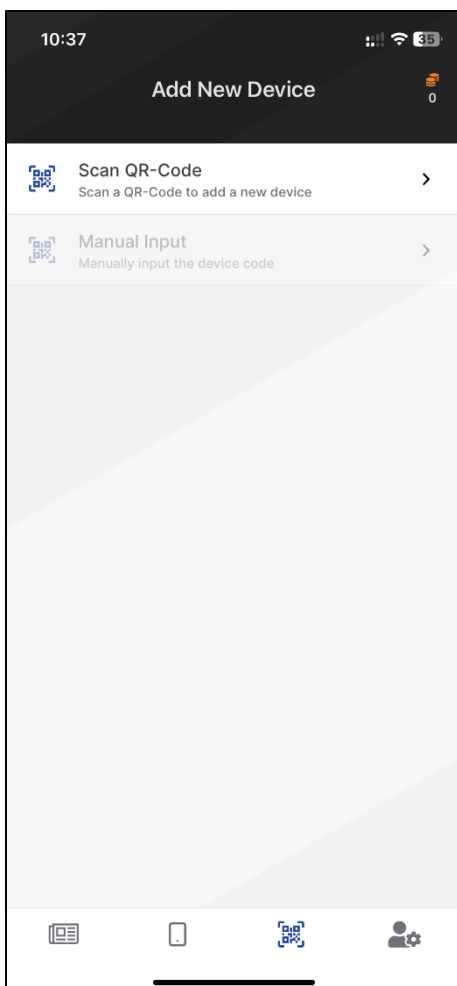 10:37
35
Add New Device
0
Scan QR-Code
Scan a QR-Code to add a new device
Manual Input
Manually input the device code